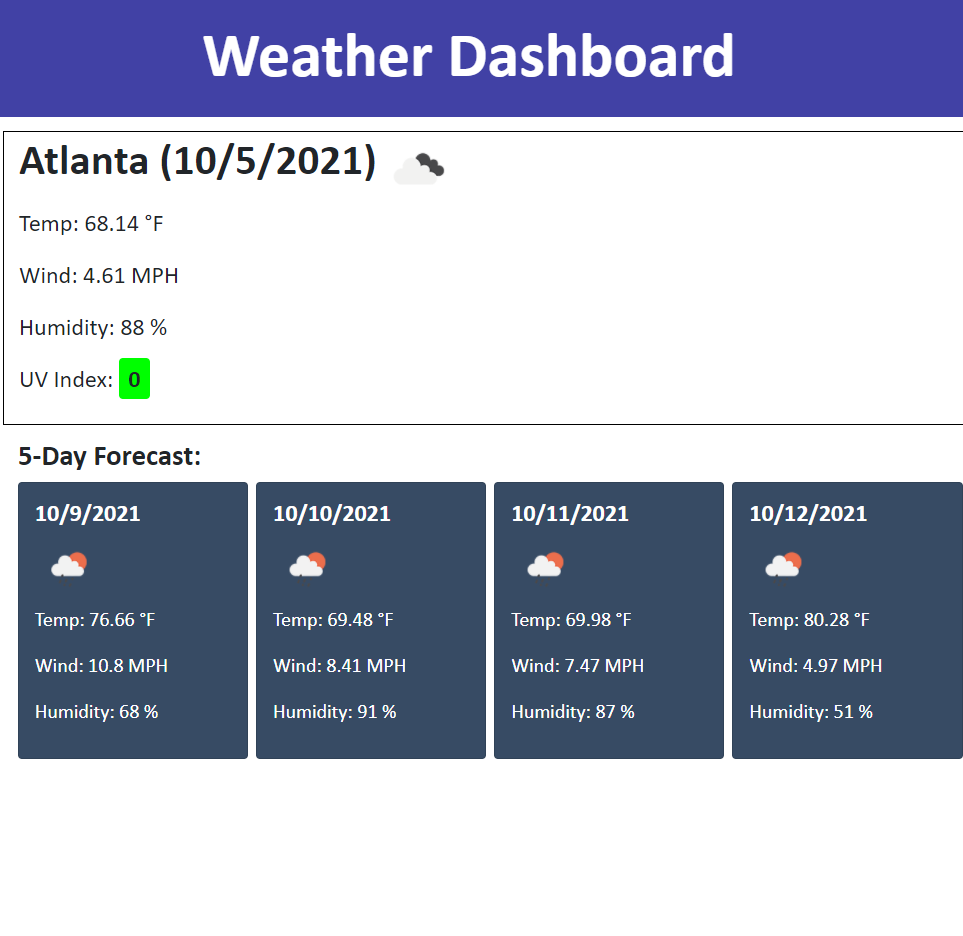 Weather Dashboard
Atlanta (10/5/2021)
Temp: 68.14 °F
Wind: 4.61 MPH
Humidity: 88 %
UV Index: 0
5-Day Forecast:
10/9/2021
Temp: 76.66 °F
Wind: 10.8 MPH
Humidity: 68 %
10/10/2021
Temp: 69.48 °F
Wind: 8.41 MPH
Humidity: 91 %
10/11/2021
Temp: 69.98 °F
Wind: 7.47 MPH
Humidity: 87 %
10/12/2021
Temp: 80.28 °F
Wind: 4.97 MPH
Humidity: 51 %